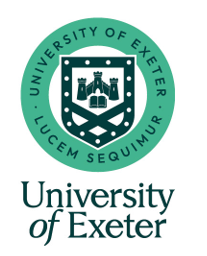 · UNIVERSITY OF EXETER ·
LUCEM SEQUIMUR
University
of Exeter